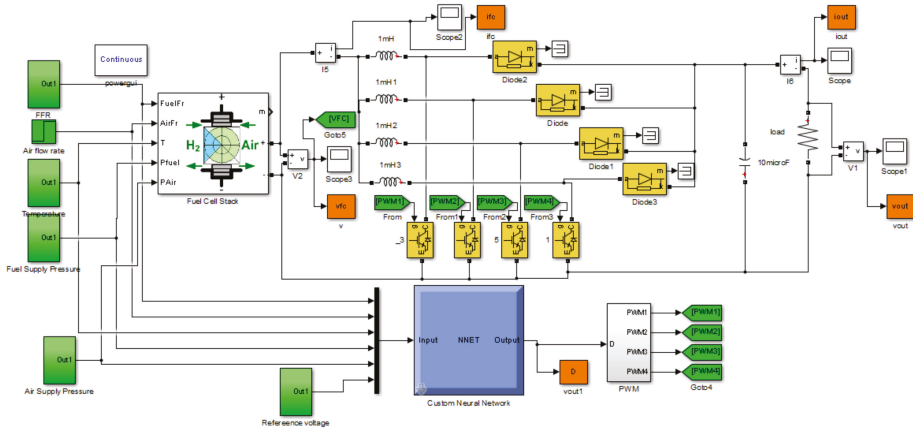 Continuous
powergui
Out1
FFR
Air flow rate
Out1
Temperature
Out1
Fuel Supply Pressure
Out1
Air Supply Pressure
Out1
Refereence voltage
FuelFr
AirFr
T
Pfuel
PAir
m
+
-
H2
Air
Fuel Cell Stack
+
-
v
V2
[VFC]
Goto5
Scope3
vfc
v
+
i
-
I5
Scope2
ifc
ifc
1mH
1mH1
1mH2
1mH3
m
Diode2
m
Diode
m
Diode1
m
Diode3
[PWM1]
From
[PWM2]
From1
[PWM3]
From2
[PWM4]
From3
g
C
E
_3
g
C
E
g
C
E
5
g
C
E
1
10microF
load
+
i
-
I6
iout
iout
Scope
+
-
v
V1
Scope1
vout
vout
Input
NNET
Output
Custom Neural Network
D
vout1
D
PWM1
PWM2
PWM3
PWM4
PWM
[PWM1]
[PWM2]
[PWM3]
[PWM4]
Goto4